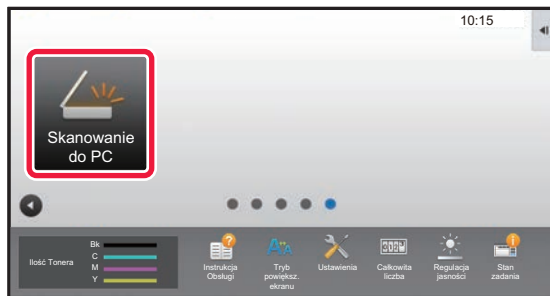 10:15
Skanowanie
do PC
Ilość Tonera
Bk
C
M
Y
Instrukcja
Obsługi
Tryb
powiększ.
ekranu
Ustawienia
Całkowita
liczba
Regulacja
jasności
Stan
zadania